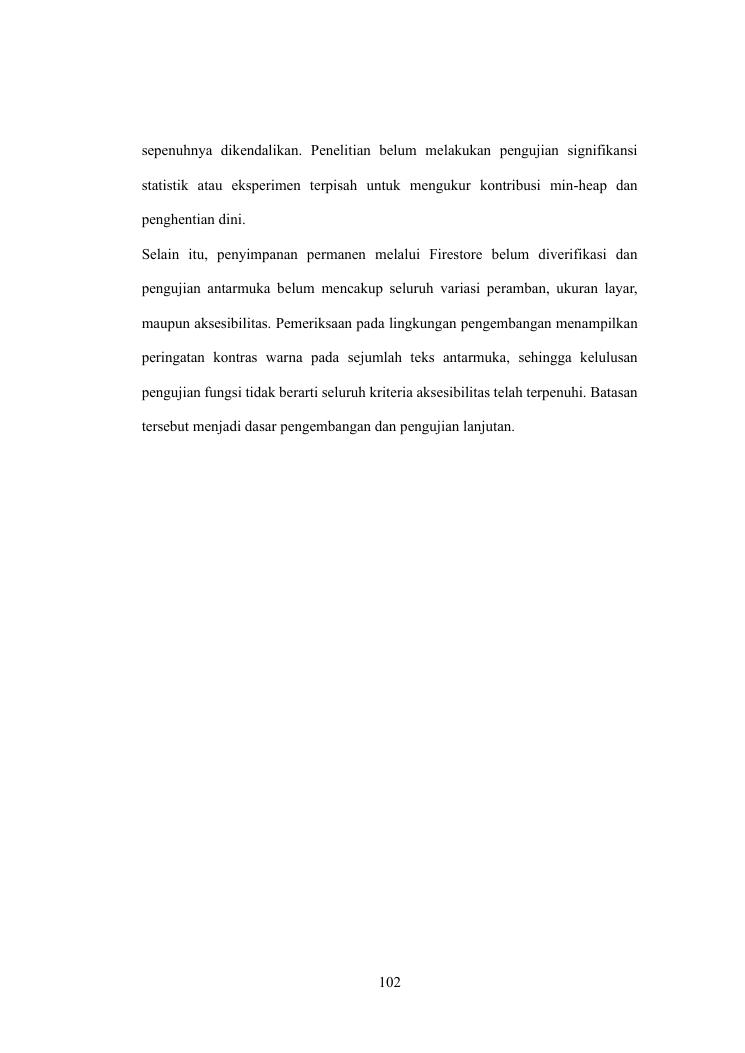 sepenuhnya dikendalikan. Penelitian belum melakukan pengujian signifikansi
statistik atau eksperimen terpisah untuk mengukur kontribusi min-heap dan
penghentian dini.
Selain itu, penyimpanan permanen melalui Firestore belum diverifikasi dan
pengujian antarmuka belum mencakup seluruh variasi peramban, ukuran layar,
maupun aksesibilitas. Pemeriksaan pada lingkungan pengembangan menampilkan
peringatan kontras warna pada sejumlah teks antarmuka, sehingga kelulusan
pengujian fungsi tidak berarti seluruh kriteria aksesibilitas telah terpenuhi. Batasan
tersebut menjadi dasar pengembangan dan pengujian lanjutan.
102